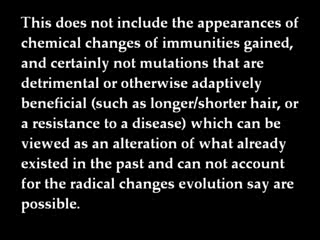 This does not include the appearances of
chemical changes of immunities gained,
and certainly not mutations that are
detrimental or otherwise adaptively
beneficial (such as longer/shorter hair, or
a resistance to a disease) which can be
viewed as an alteration of what already
existed in the past and can not account
for the radical changes evolution say are
possible.